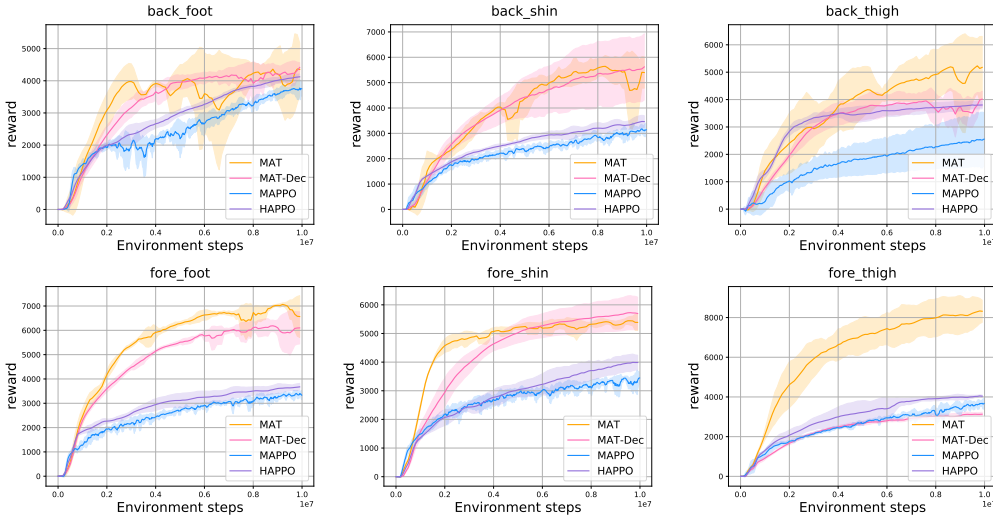 back_foot
reward
5000
4000
3000
2000
1000
0
0.0 0.2 0.4 0.6 0.8 1.0
1e7
Environment steps
MAT
MAT-Dec
MAPPO
HAPPO
back_shin
reward
7000
6000
5000
4000
3000
2000
1000
0
0.0 0.2 0.4 0.6 0.8 1.0
1e7
Environment steps
MAT
MAT-Dec
MAPPO
HAPPO
back_thigh
reward
6000
5000
4000
3000
2000
1000
0
0.0 0.2 0.4 0.6 0.8 1.0
1e7
Environment steps
MAT
MAT-Dec
MAPPO
HAPPO
fore_foot
reward
7000
6000
5000
4000
3000
2000
1000
0
0.0 0.2 0.4 0.6 0.8 1.0
1e7
Environment steps
MAT
MAT-Dec
MAPPO
HAPPO
fore_shin
reward
6000
5000
4000
3000
2000
1000
0
0.0 0.2 0.4 0.6 0.8 1.0
1e7
Environment steps
MAT
MAT-Dec
MAPPO
HAPPO
fore_thigh
reward
8000
6000
4000
2000
0
0.0 0.2 0.4 0.6 0.8 1.0
1e7
Environment steps
MAT
MAT-Dec
MAPPO
HAPPO